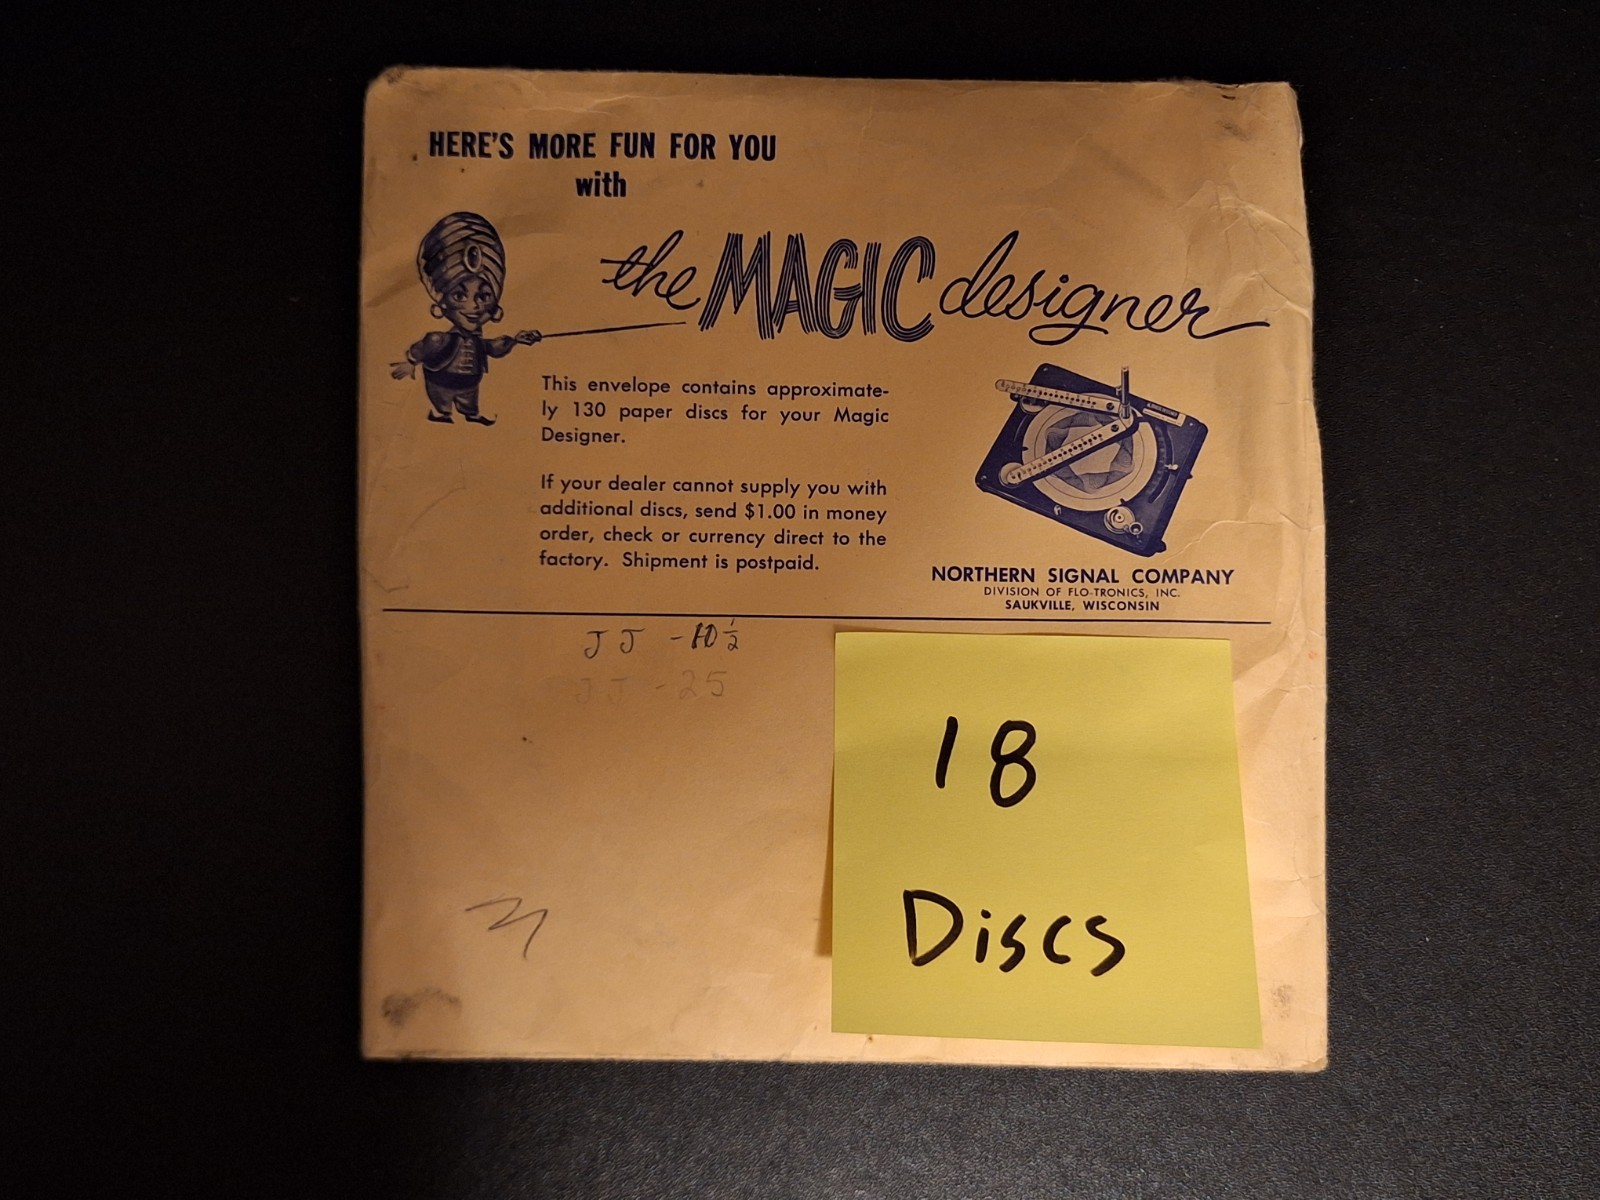 HERE'S MORE FUN FOR YOU
with
the MAGIC designer
This envelope contains approximate-
ly 130 paper discs for your Magic
Designer.
If your dealer cannot supply you with
additional discs, send $1.00 in money
order, check or currency direct to the
factory. Shipment is postpaid.
NORTHERN SIGNAL COMPANY
DIVISION OF FLO-TRONICS, INC.
SAUKVILLE, WISCONSIN
JJ - 10 1/2
JJ - 25
18
Discs